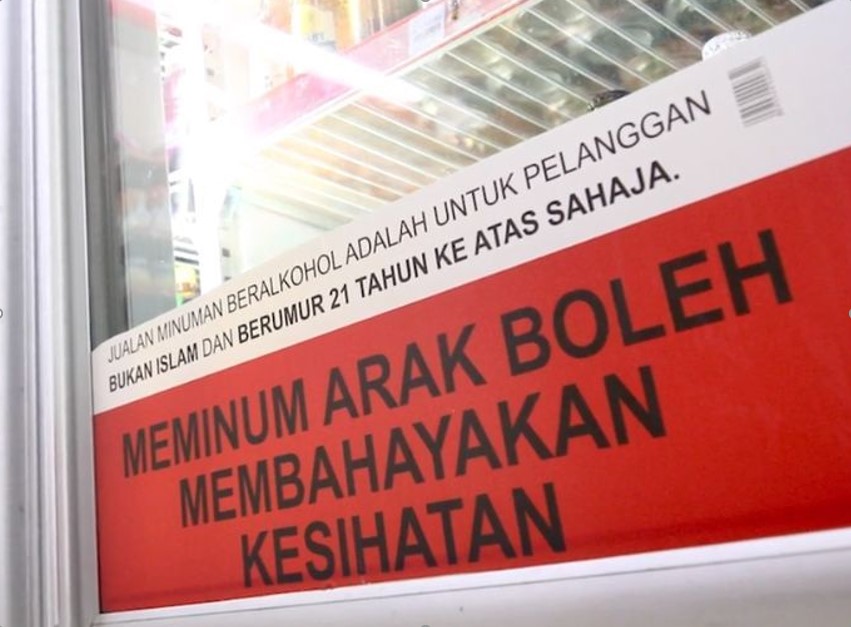 JUALAN MINUMAN BERALKOHOL ADALAH UNTUK PELANGGAN
BUKAN ISLAM DAN BERUMUR 21 TAHUN KE ATAS SAHAJA.
MEMINUM ARAK BOLEH
MEMBAHAYAKAN
KESIHATAN